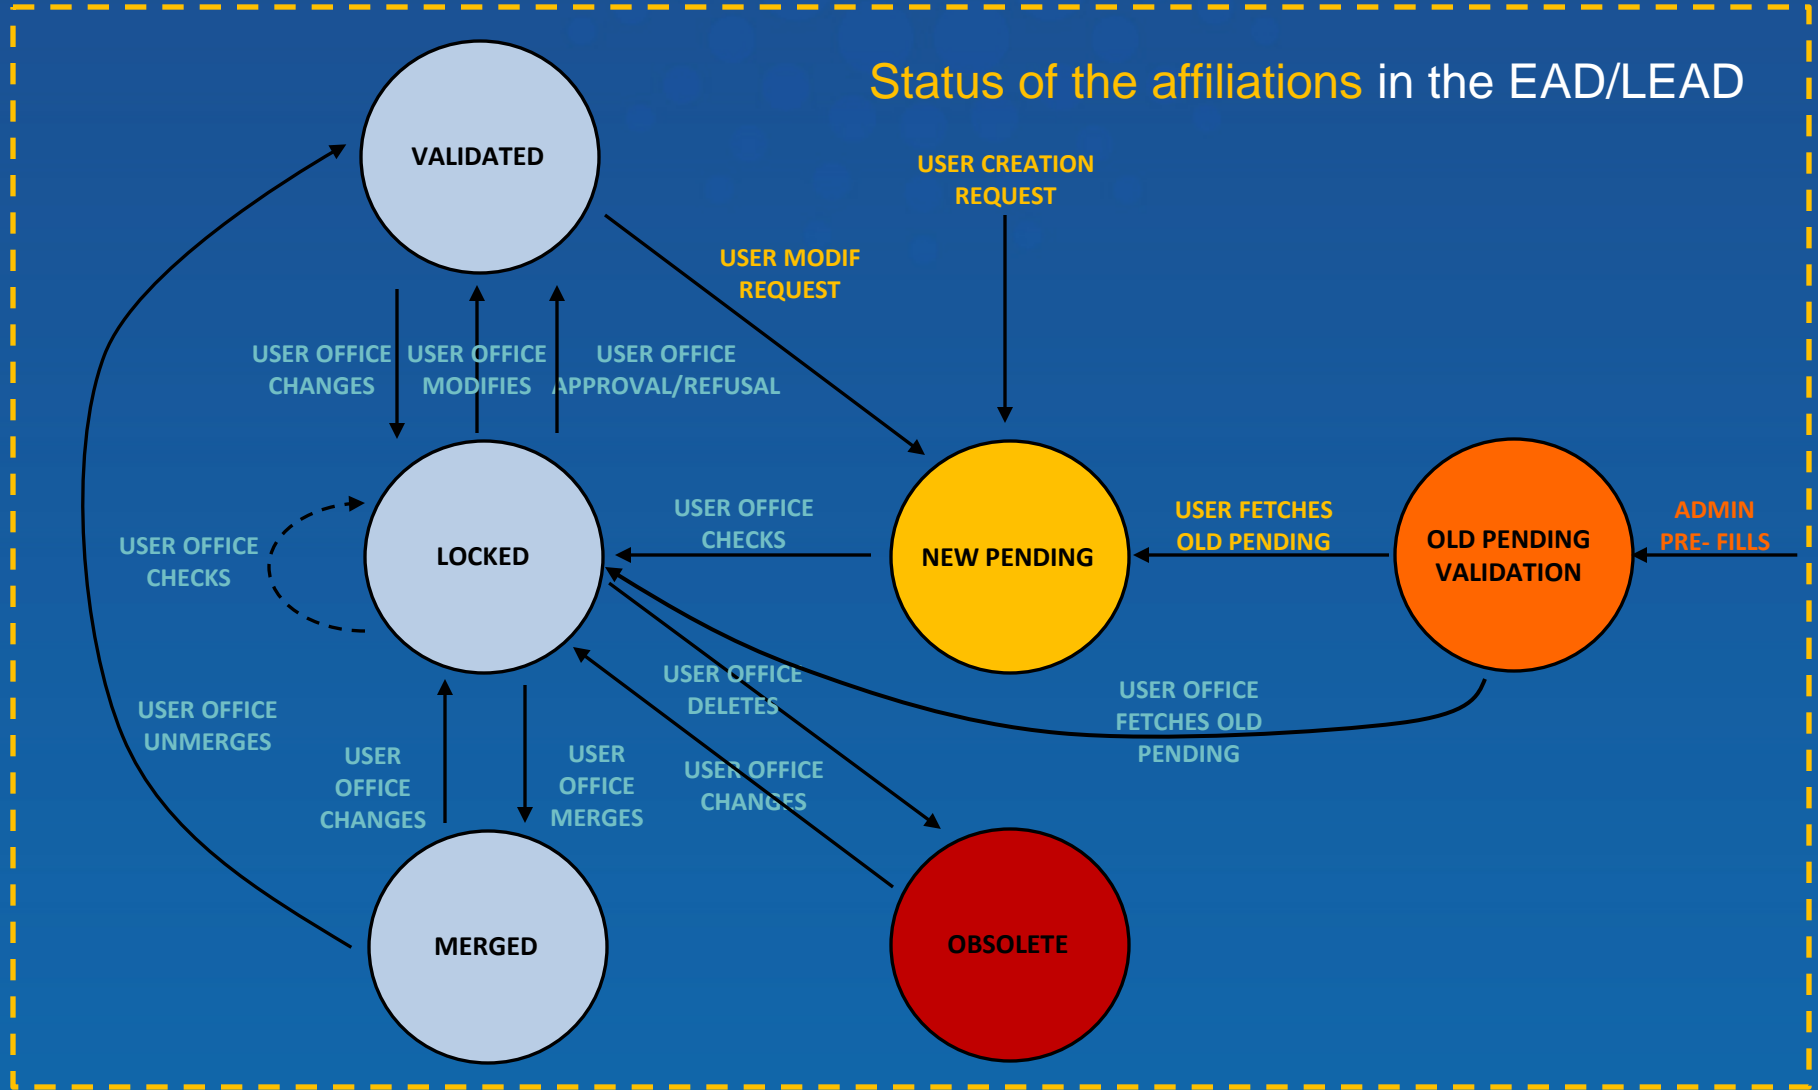 Status of the affiliations in the EAD/LEAD
VALIDATED
USER CREATION
REQUEST
USER MODIF
REQUEST
USER OFFICE
CHANGES
USER OFFICE
MODIFIES
USER OFFICE
APPROVAL/REFUSAL
USER OFFICE
CHECKS
LOCKED
USER OFFICE
CHECKS
NEW PENDING
USER FETCHES
OLD PENDING
OLD PENDING
VALIDATION
ADMIN
PRE- FILLS
USER OFFICE
UNMERGES
USER
OFFICE
CHANGES
USER
OFFICE
MERGES
USER OFFICE
DELETES
USER OFFICE
CHANGES
USER OFFICE
FETCHES OLD
PENDING
MERGED
OBSOLETE